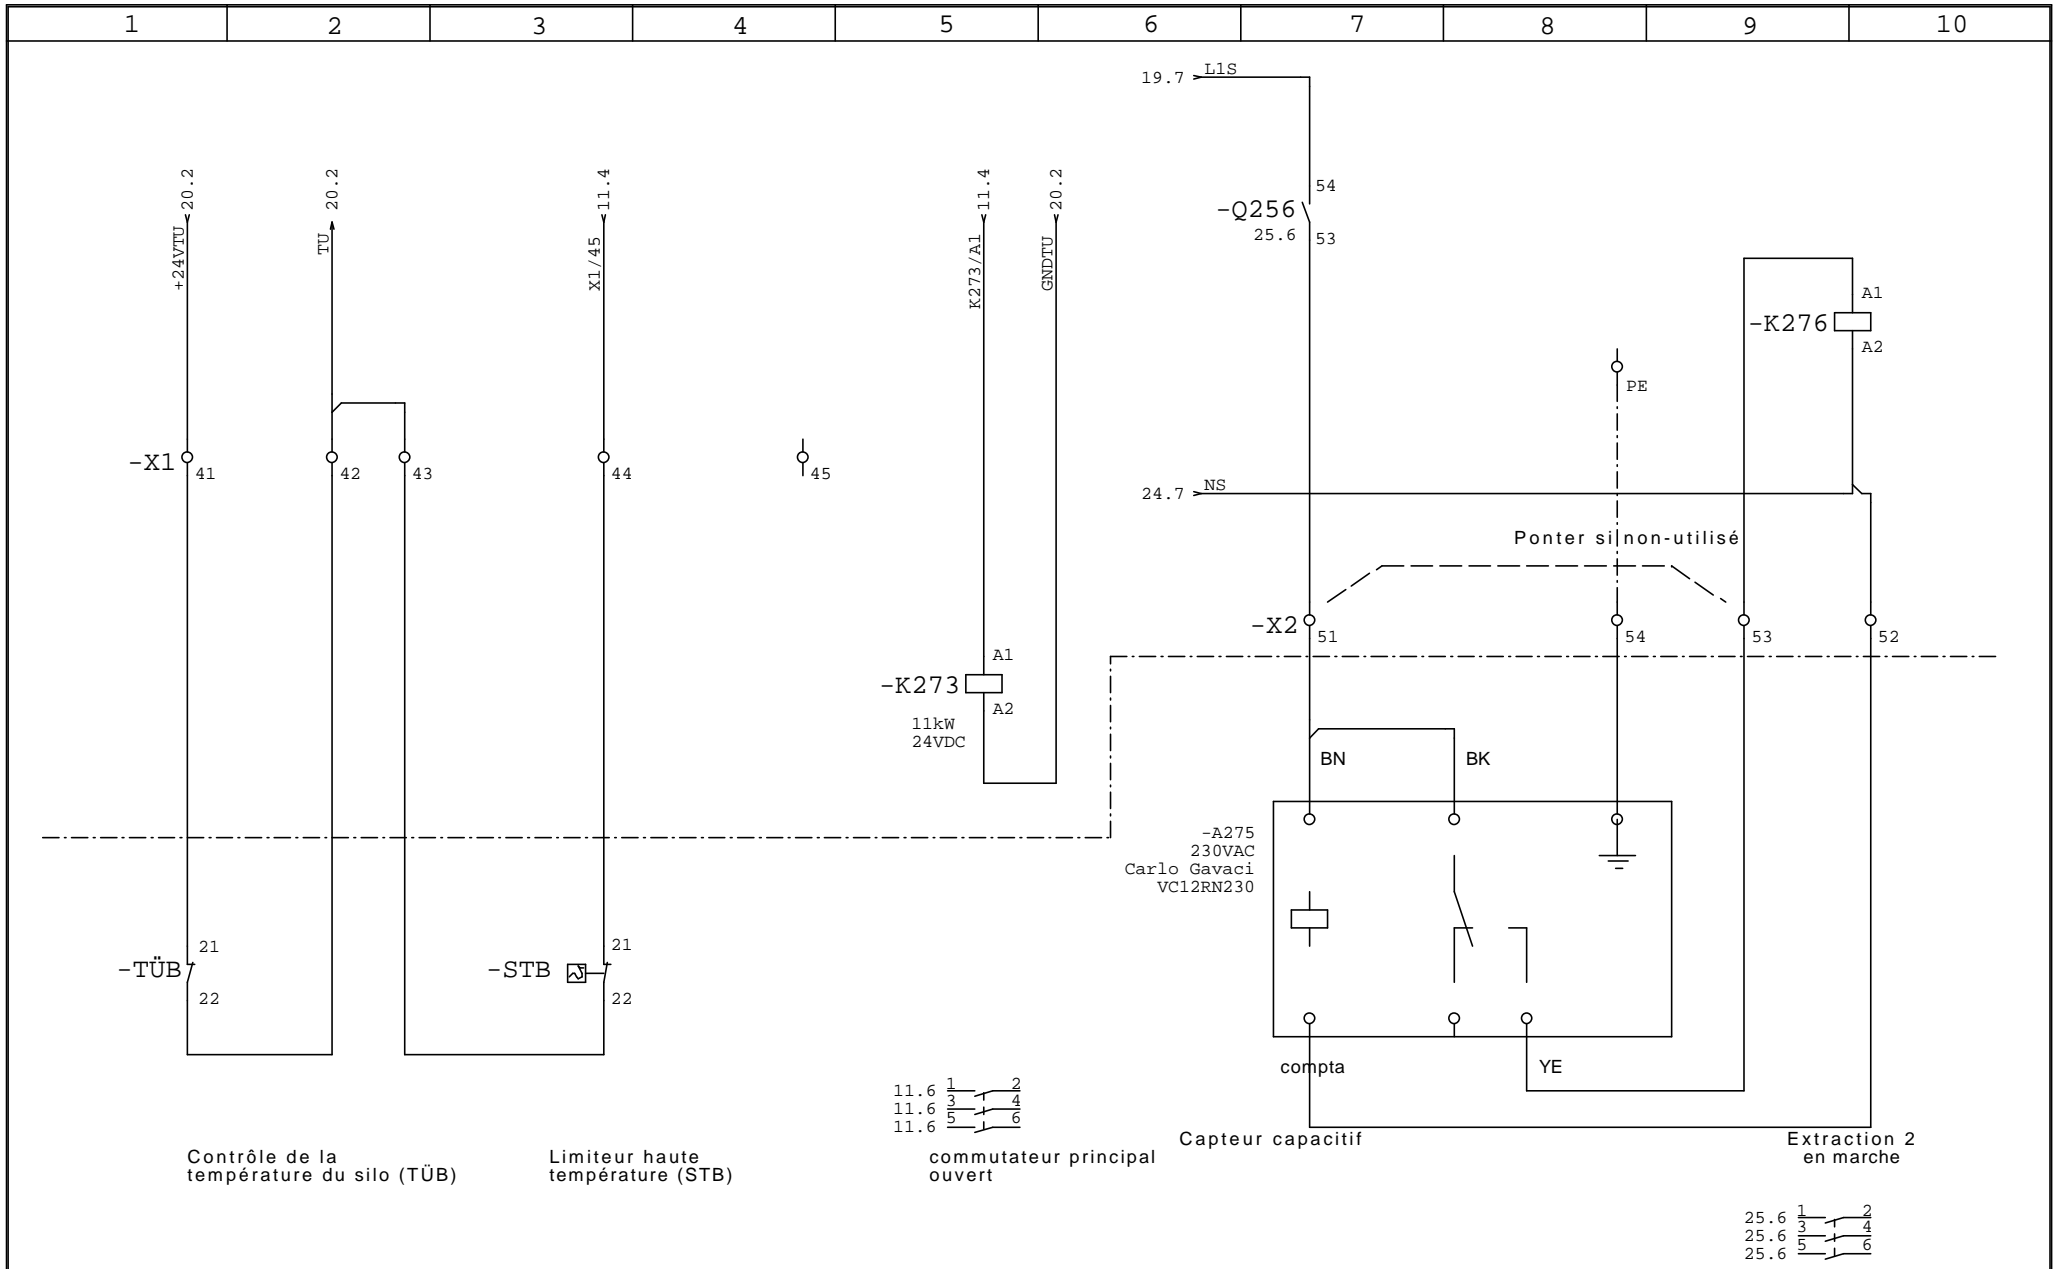 1 2 3 4 5 6 7 8 9 10
19.7 L1S
20.2
+24VTU
20.2
TU
11.4
X1/45
11.4
K273/A1
20.2
GNDTU
54
-Q256
25.6 53
A1
-K276
A2
PE
-X1 41 42 43 44 45
24.7 NS
Ponter si non-utilisé
-X2 51 54 53 52
A1
-K273
A2
11kW
24VDC
BN BK
-A275
230VAC
Carlo Gavaci
VC12RN230
21
-TÜB
22
21
-STB
22
compta YE
11.6 1 2
11.6 3 4
11.6 5 6
Contrôle de la
température du silo (TÜB)
Limiteur haute
température (STB)
commutateur principal
ouvert
Capteur capacitif
Extraction 2
en marche
25.6 1 2
25.6 3 4
25.6 5 6